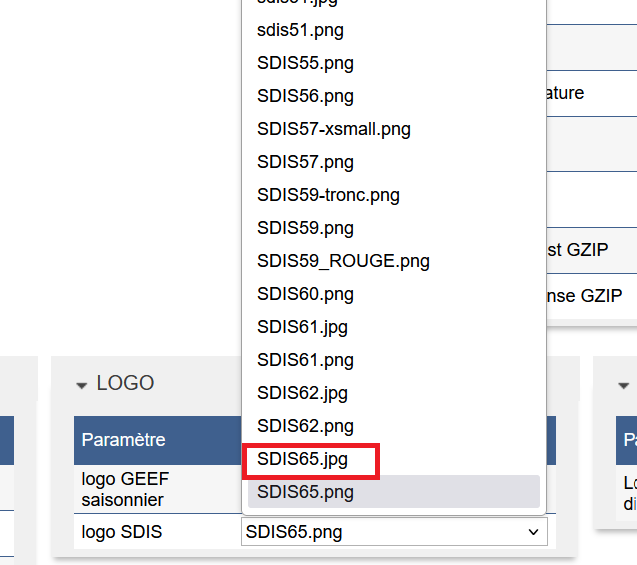 sdis51.jpg
sdis51.png
SDIS55.png
SDIS56.png
ature
SDIS57-xsmall.png
SDIS57.png
SDIS59-tronc.png
SDIS59.png
st GZIP
SDIS59_ROUGE.png
SDIS60.png
nse GZIP
SDIS61.jpg
SDIS61.png
LOGO
SDIS62.jpg
SDIS62.png
Paramètre
SDIS65.jpg
logo GEEF
saisonnier
SDIS65.png
logo SDIS
SDIS65.png
Lo
di